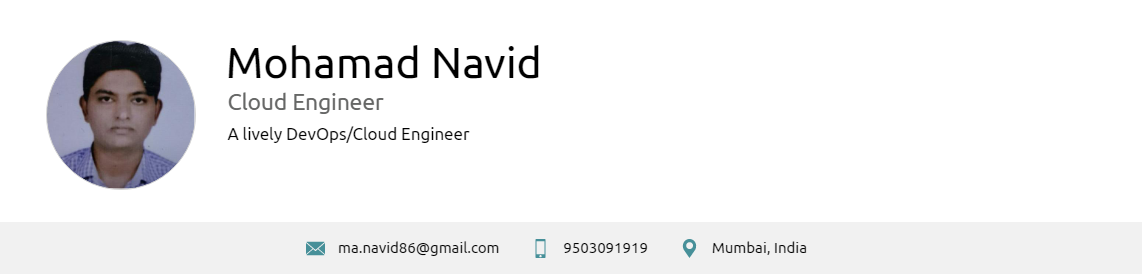 Mohamad Navid
Cloud Engineer
A lively DevOps/Cloud Engineer
ma.navid86@gmail.com 9503091919 Mumbai, India